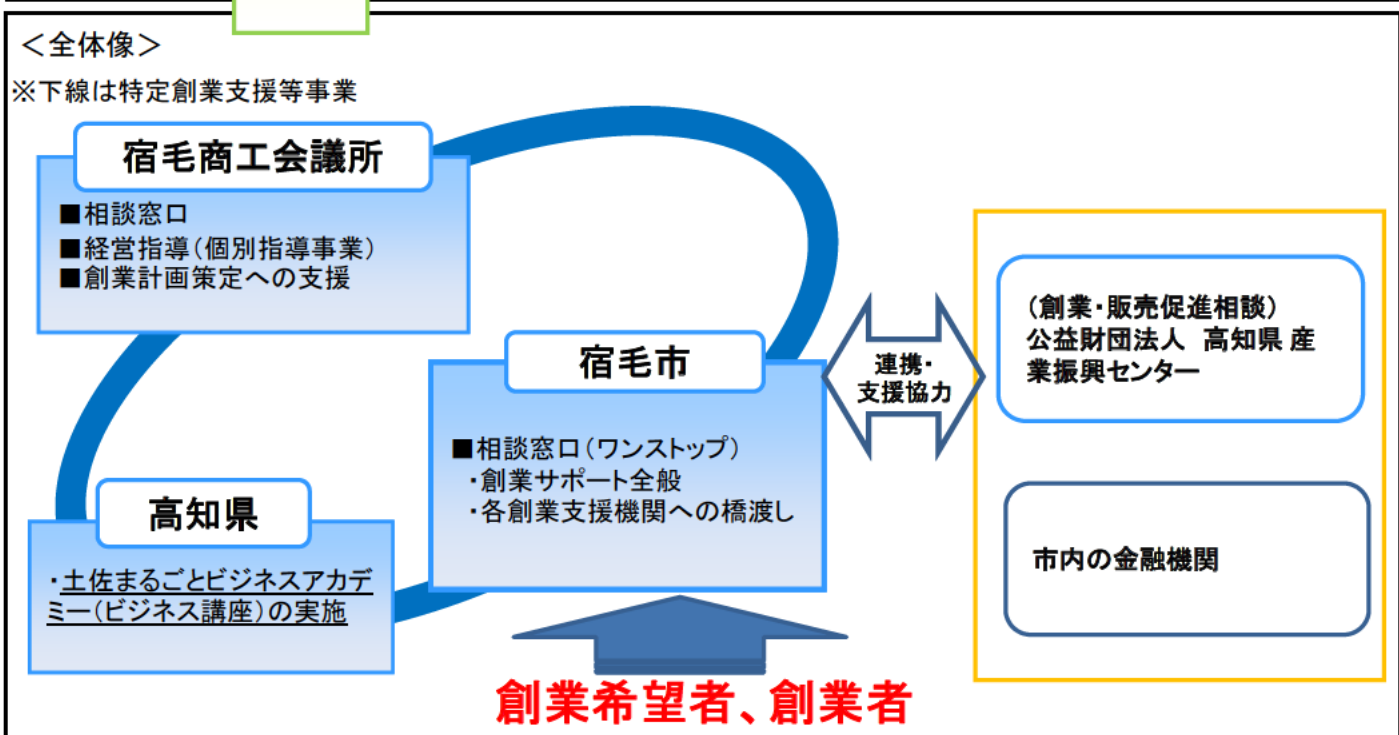 ＜全体像＞
※下線は特定創業支援等事業
宿毛商工会議所
■相談窓口
■経営指導（個別指導事業）
■創業計画策定への支援
宿毛市
■相談窓口（ワンストップ）
・創業サポート全般
・各創業支援機関への橋渡し
高知県
・土佐まるごとビジネスアカデ
ミー（ビジネス講座）の実施
連携・
支援協力
（創業・販売促進相談）
公益財団法人 高知県 産
業振興センター
市内の金融機関
創業希望者、創業者